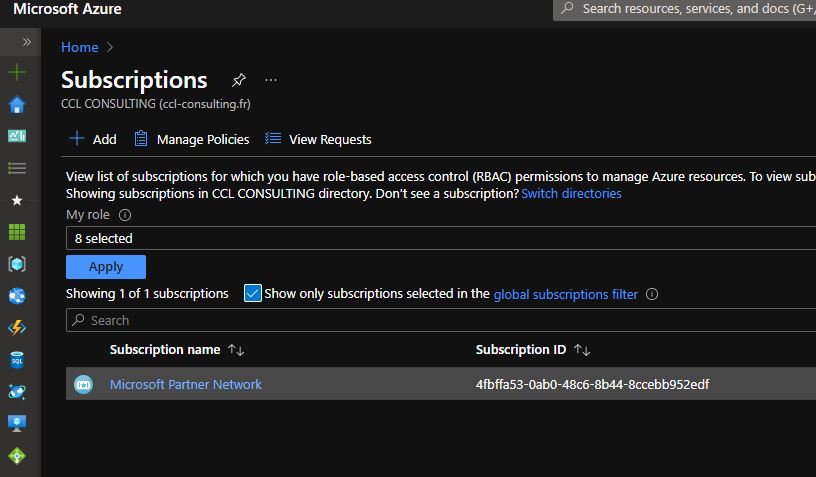 Microsoft Azure
Search resources, services, and docs (G+/
Home
Subscriptions
CCL CONSULTING (ccl-consulting.fr)
Add Manage Policies View Requests
View list of subscriptions for which you have role-based access control (RBAC) permissions to manage Azure resources. To view sub
Showing subscriptions in CCL CONSULTING directory. Don't see a subscription? Switch directories
My role
8 selected
Apply
Showing 1 of 1 subscriptions Show only subscriptions selected in the global subscriptions filter
Search
Subscription name Subscription ID
Microsoft Partner Network 4fbffa53-0ab0-48c6-8b44-8ccebb952edf
SQL